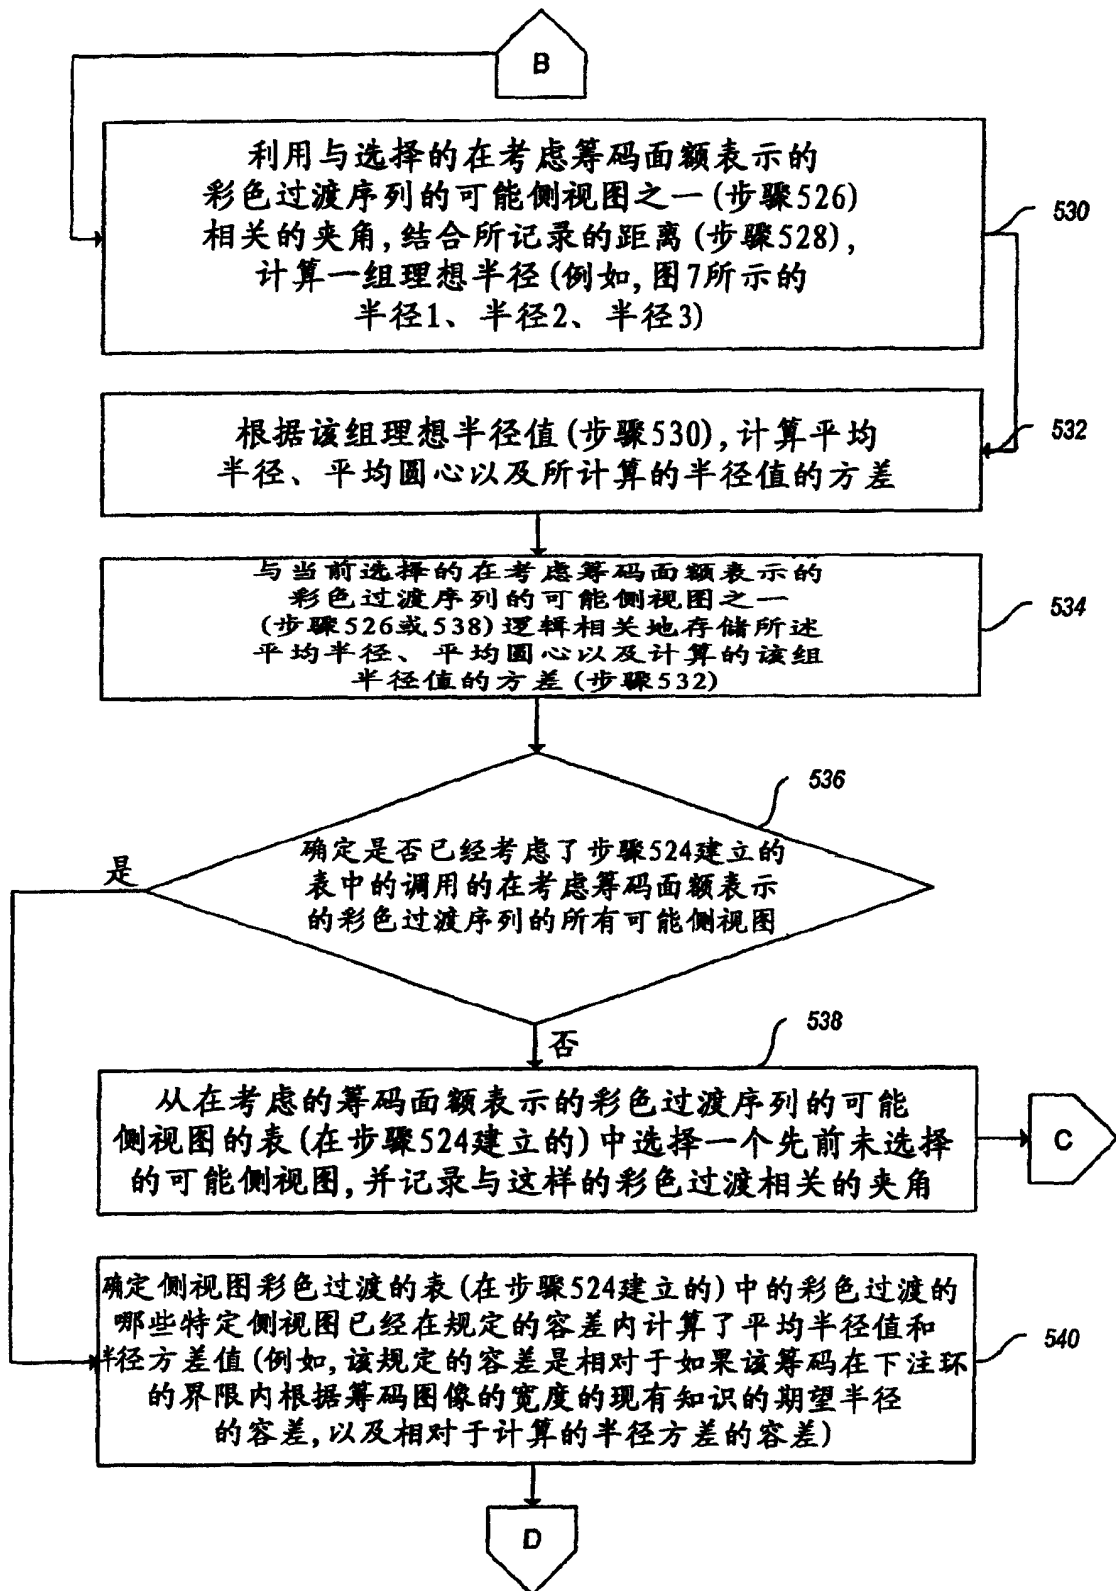 B
利用与选择的在考虑筹码面额表示的
彩色过渡序列的可能侧视图之一(步骤526)
相关的夹角,结合所记录的距离(步骤528),
计算一组理想半径(例如,图7所示的
半径1、半径2、半径3)
530
根据该组理想半径值(步骤530),计算平均
半径、平均圆心以及所计算的半径值的方差
532
与当前选择的在考虑筹码面额表示的
彩色过渡序列的可能侧视图之一
(步骤526或538)逻辑相关地存储所述
平均半径、平均圆心以及计算的该组
半径值的方差(步骤532)
534
536
确定是否已经考虑了步骤524建立的
表中的调用的在考虑筹码面额表示
的彩色过渡序列的所有可能侧视图
是
否
538
从在考虑的筹码面额表示的彩色过渡序列的可能
侧视图的表(在步骤524建立的)中选择一个先前未选择
的可能侧视图,并记录与这样的彩色过渡相关的夹角
C
确定侧视图彩色过渡的表(在步骤524建立的)中的彩色过渡的
哪些特定侧视图已经在规定的容差内计算了平均半径值和
半径方差值(例如,该规定的容差是相对于如果该筹码在下注环
的界限内根据筹码图像的宽度的现有知识的期望半径
的容差,以及相对于计算的半径方差的容差)
540
D